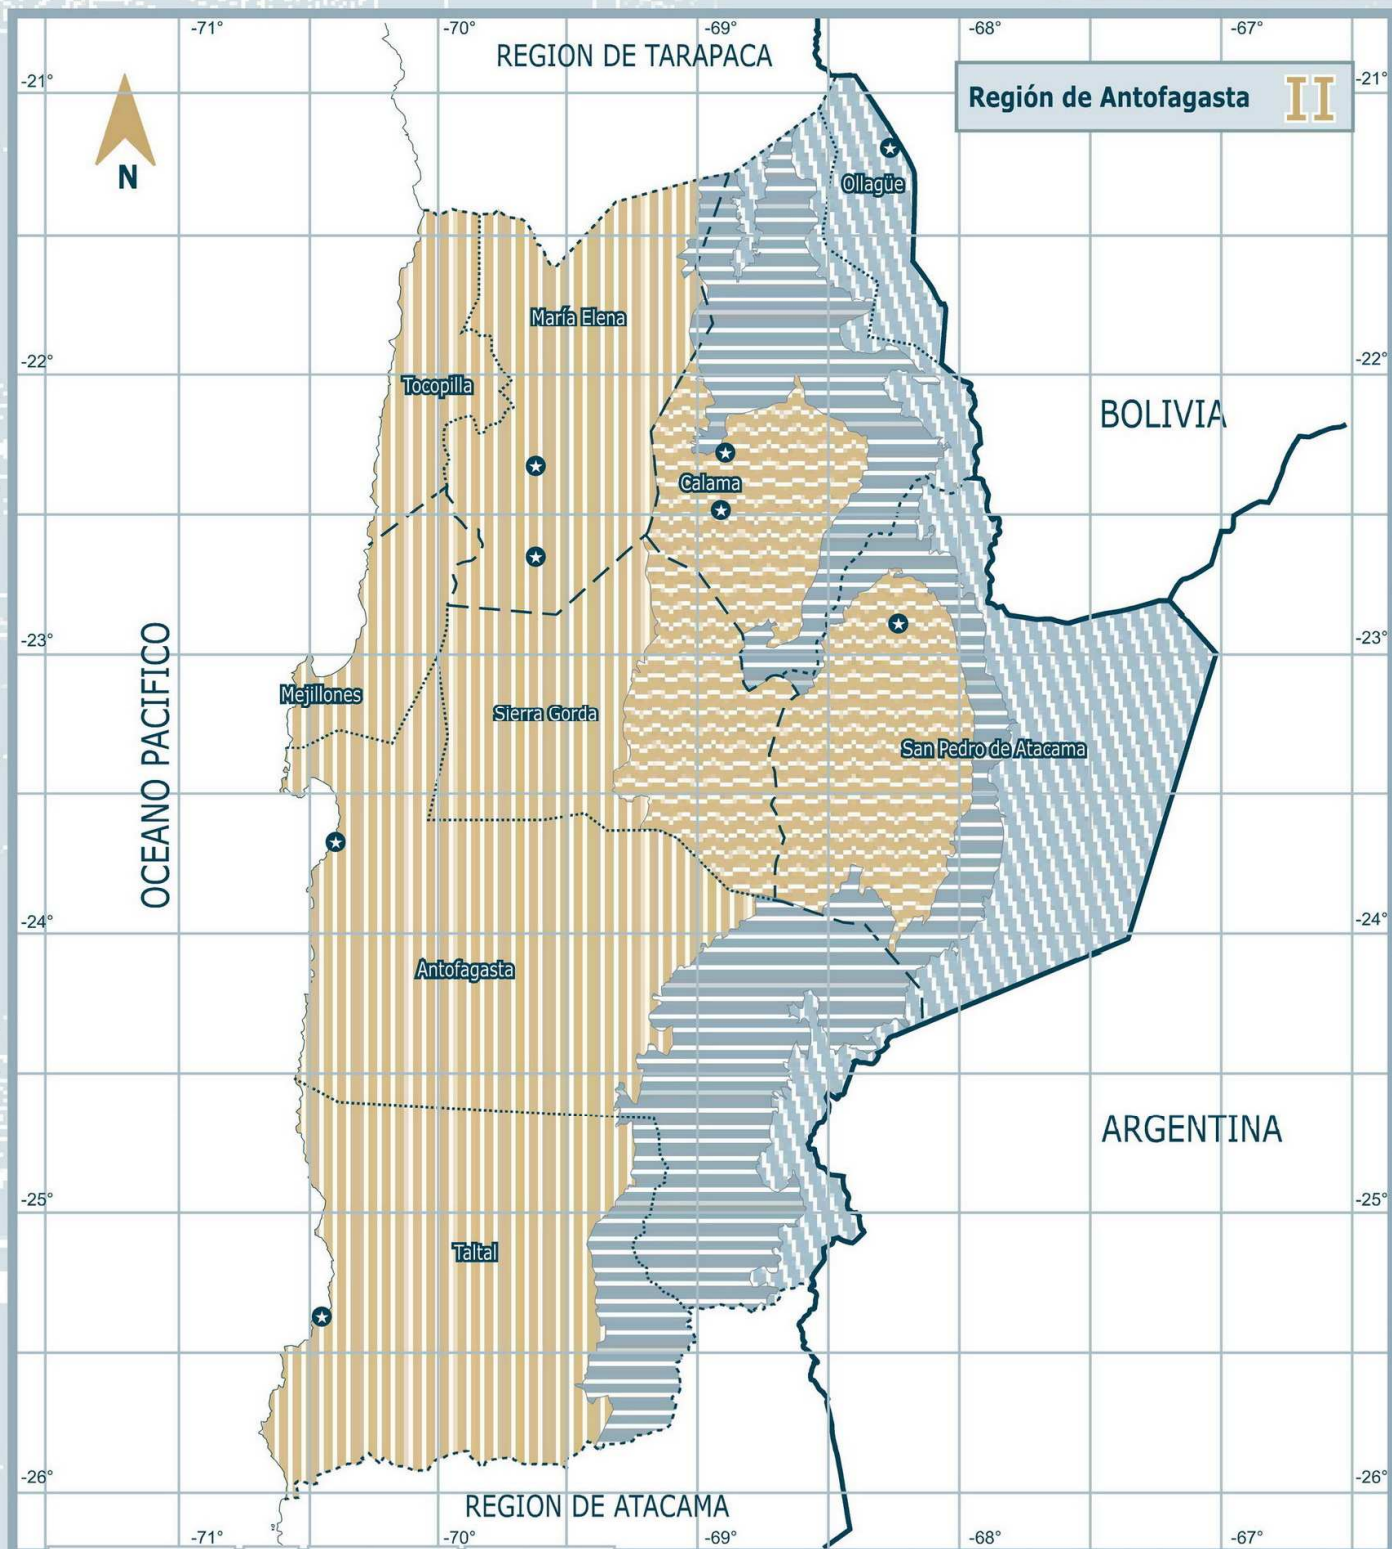 -71°
-70°
-69°
-68°
-67°
REGION DE TARAPACA
-21°
-21°
Región de Antofagasta II
N
Ollagüe
María Elena
-22°
-22°
Tocopilla
BOLIVIA
Calama
-23°
-23°
OCEANO PACIFICO
Mejillones
Sierra Gorda
San Pedro de Atacama
-24°
-24°
Antofagasta
ARGENTINA
-25°
-25°
Taltal
-26°
-26°
REGION DE ATACAMA
-71°
-70°
-69°
-68°
-67°